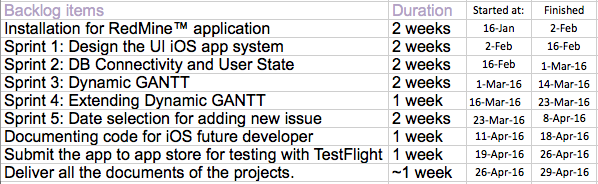 Backlog items Duration Started at: Finished
Installation for RedMine™ application 2 weeks 16-Jan 2-Feb
Sprint 1: Design the UI iOS app system 2 weeks 2-Feb 16-Feb
Sprint 2: DB Connectivity and User State 2 weeks 16-Feb 1-Mar-16
Sprint 3: Dynamic GANTT 2 weeks 1-Mar-16 14-Mar-16
Sprint 4: Extending Dynamic GANTT 1 week 16-Mar-16 23-Mar-16
Sprint 5: Date selection for adding new issue 2 weeks 23-Mar-16 8-Apr-16
Documenting code for iOS future developer 1 week 11-Apr-16 18-Apr-16
Submit the app to app store for testing with TestFlight 1 week 19-Apr-16 26-Apr-16
Deliver all the documents of the projects. ~1 week 26-Apr-16 29-Apr-16